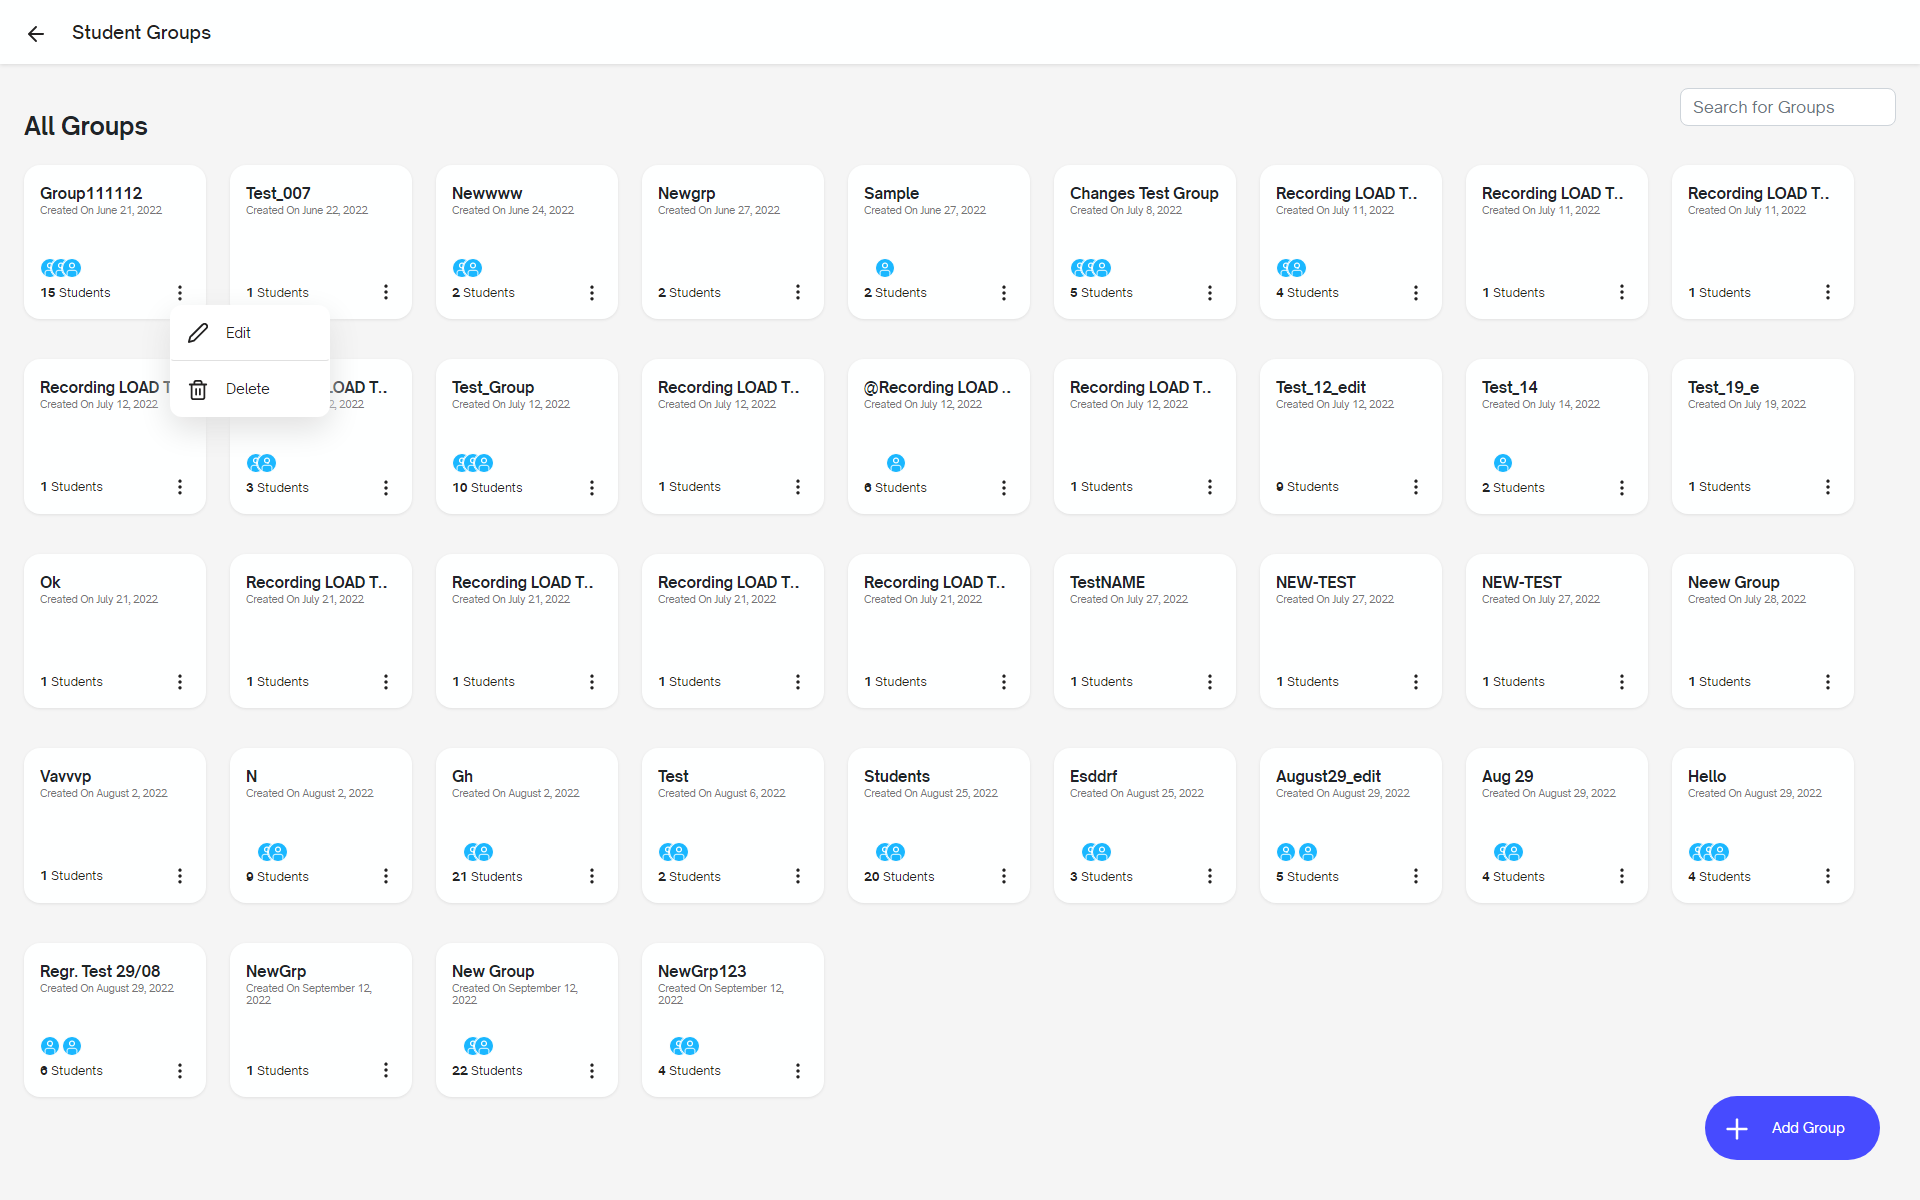 Student Groups
All Groups
Search for Groups
Group111112
Created On June 21, 2022
15 Students
Test_007
Created On June 22, 2022
1 Students
Newwww
Created On June 24, 2022
2 Students
Newgrp
Created On June 27, 2022
2 Students
Sample
Created On June 27, 2022
2 Students
Changes Test Group
Created On July 8, 2022
5 Students
Recording LOAD T..
Created On July 11, 2022
4 Students
Recording LOAD T..
Created On July 11, 2022
1 Students
Recording LOAD T..
Created On July 11, 2022
1 Students
Edit
Delete
Recording LOAD T
Created On July 12, 2022
1 Students
OAD T..
2, 2022
3 Students
Test_Group
Created On July 12, 2022
10 Students
Recording LOAD T..
Created On July 12, 2022
1 Students
@Recording LOAD ..
Created On July 12, 2022
6 Students
Recording LOAD T..
Created On July 12, 2022
1 Students
Test_12_edit
Created On July 12, 2022
9 Students
Test_14
Created On July 14, 2022
2 Students
Test_19_e
Created On July 19, 2022
1 Students
Ok
Created On July 21, 2022
1 Students
Recording LOAD T..
Created On July 21, 2022
1 Students
Recording LOAD T..
Created On July 21, 2022
1 Students
Recording LOAD T..
Created On July 21, 2022
1 Students
Recording LOAD T..
Created On July 21, 2022
1 Students
TestNAME
Created On July 27, 2022
1 Students
NEW-TEST
Created On July 27, 2022
1 Students
NEW-TEST
Created On July 27, 2022
1 Students
Neew Group
Created On July 28, 2022
1 Students
Vavvvp
Created On August 2, 2022
1 Students
N
Created On August 2, 2022
9 Students
Gh
Created On August 2, 2022
21 Students
Test
Created On August 6, 2022
2 Students
Students
Created On August 25, 2022
20 Students
Esddrf
Created On August 25, 2022
3 Students
August29_edit
Created On August 29, 2022
5 Students
Aug 29
Created On August 29, 2022
4 Students
Hello
Created On August 29, 2022
4 Students
Regr. Test 29/08
Created On August 29, 2022
6 Students
NewGrp
Created On September 12,
2022
1 Students
New Group
Created On September 12,
2022
22 Students
NewGrp123
Created On September 12,
2022
4 Students
Add Group